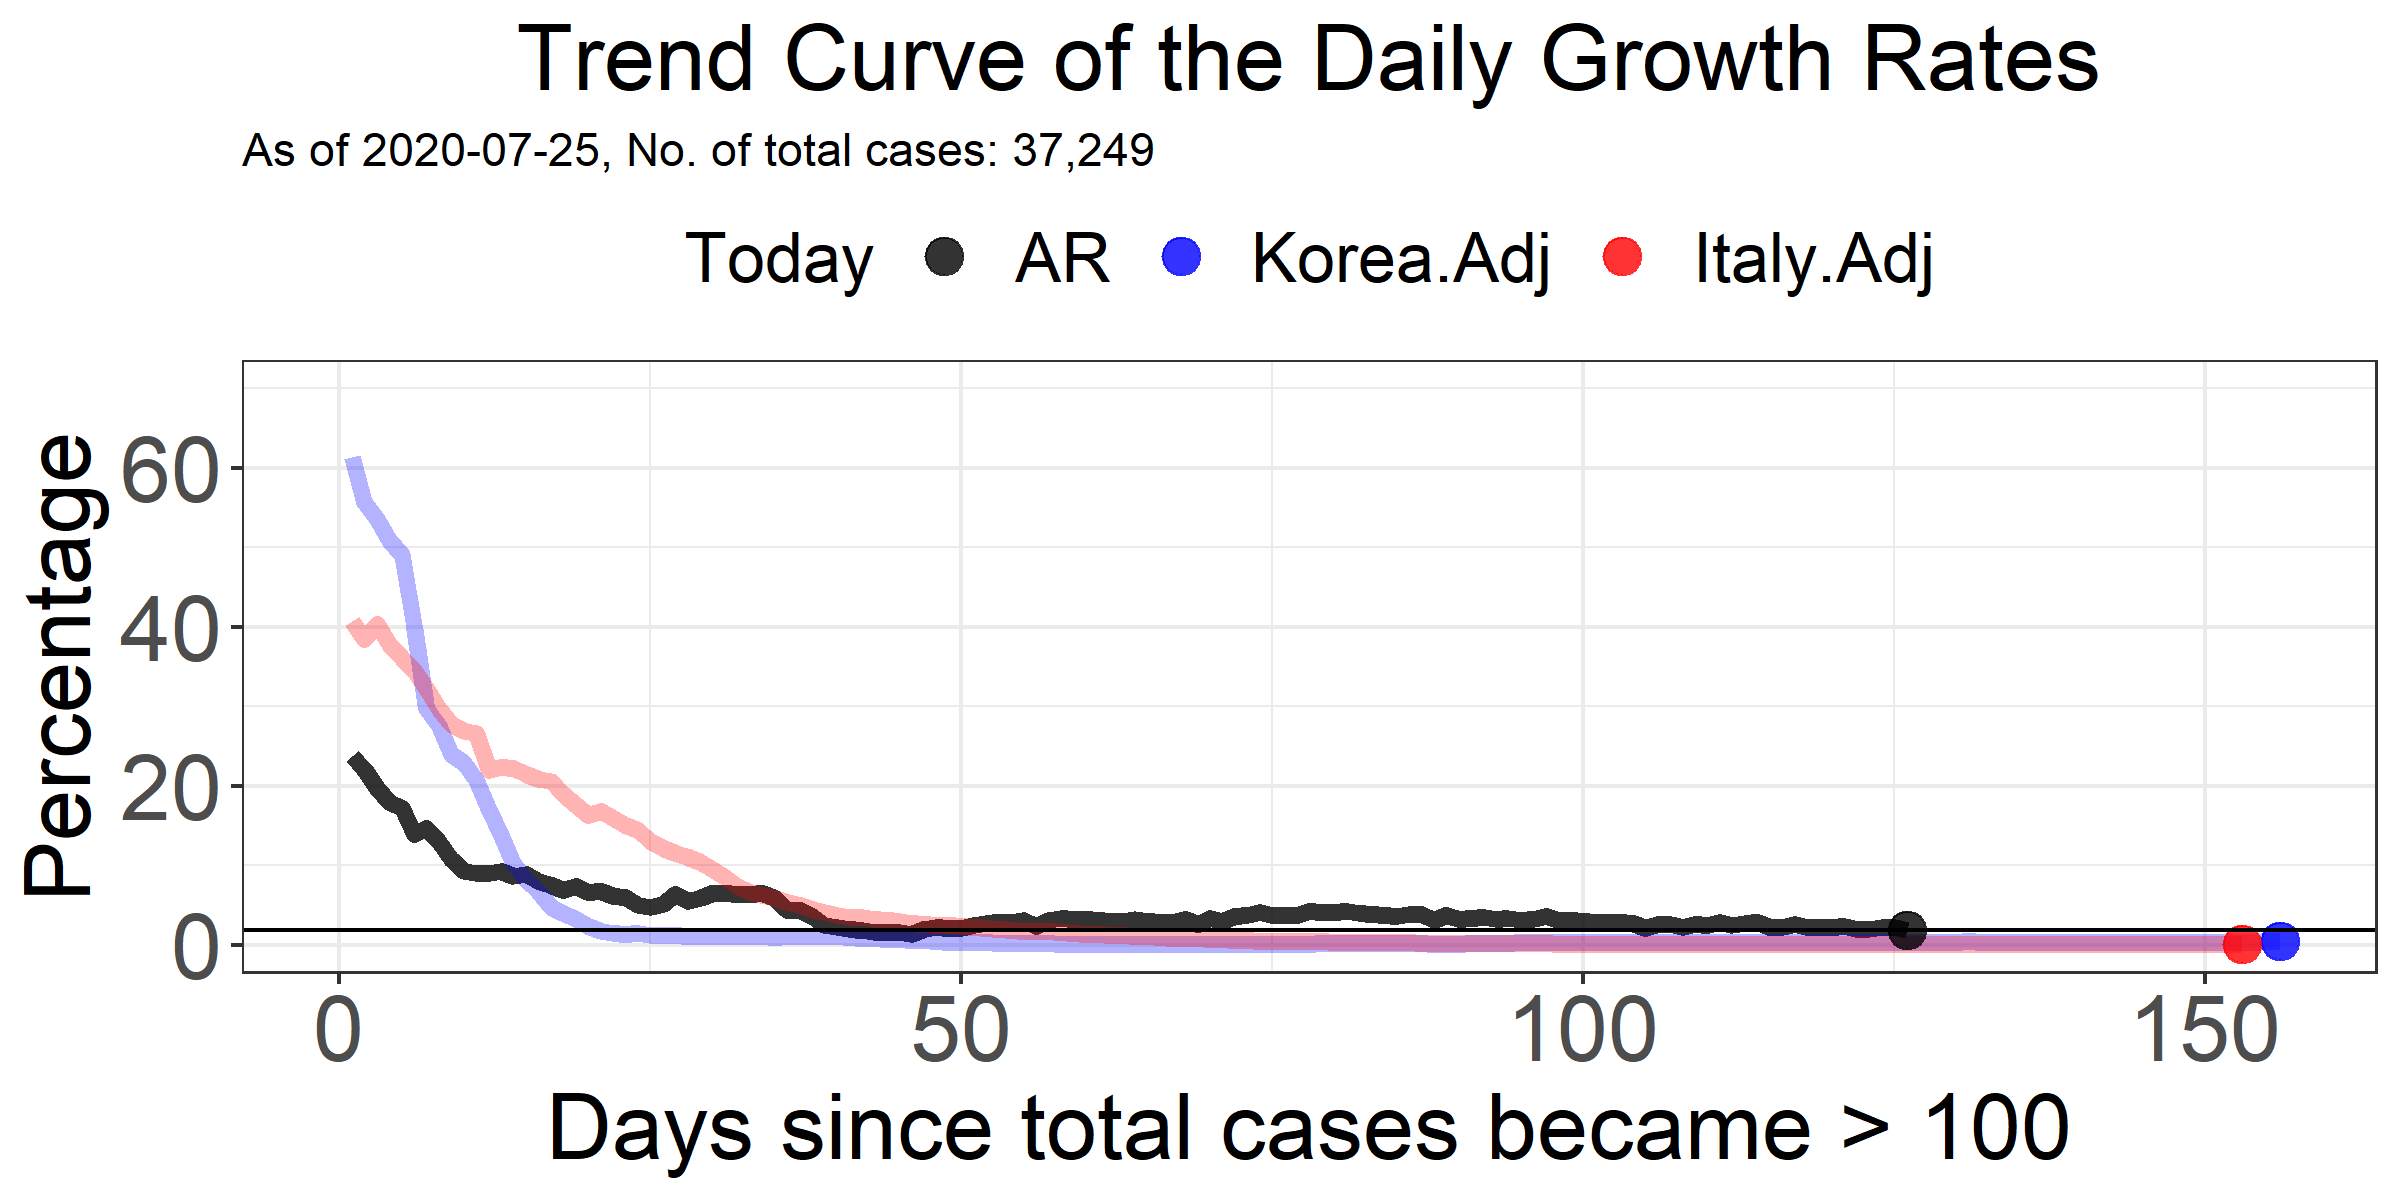 Trend Curve of the Daily Growth Rates
As of 2020-07-25, No. of total cases: 37,249
Today AR Korea.Adj Italy.Adj
Percentage
60
40
20
0
0 50 100 150
Days since total cases became > 100